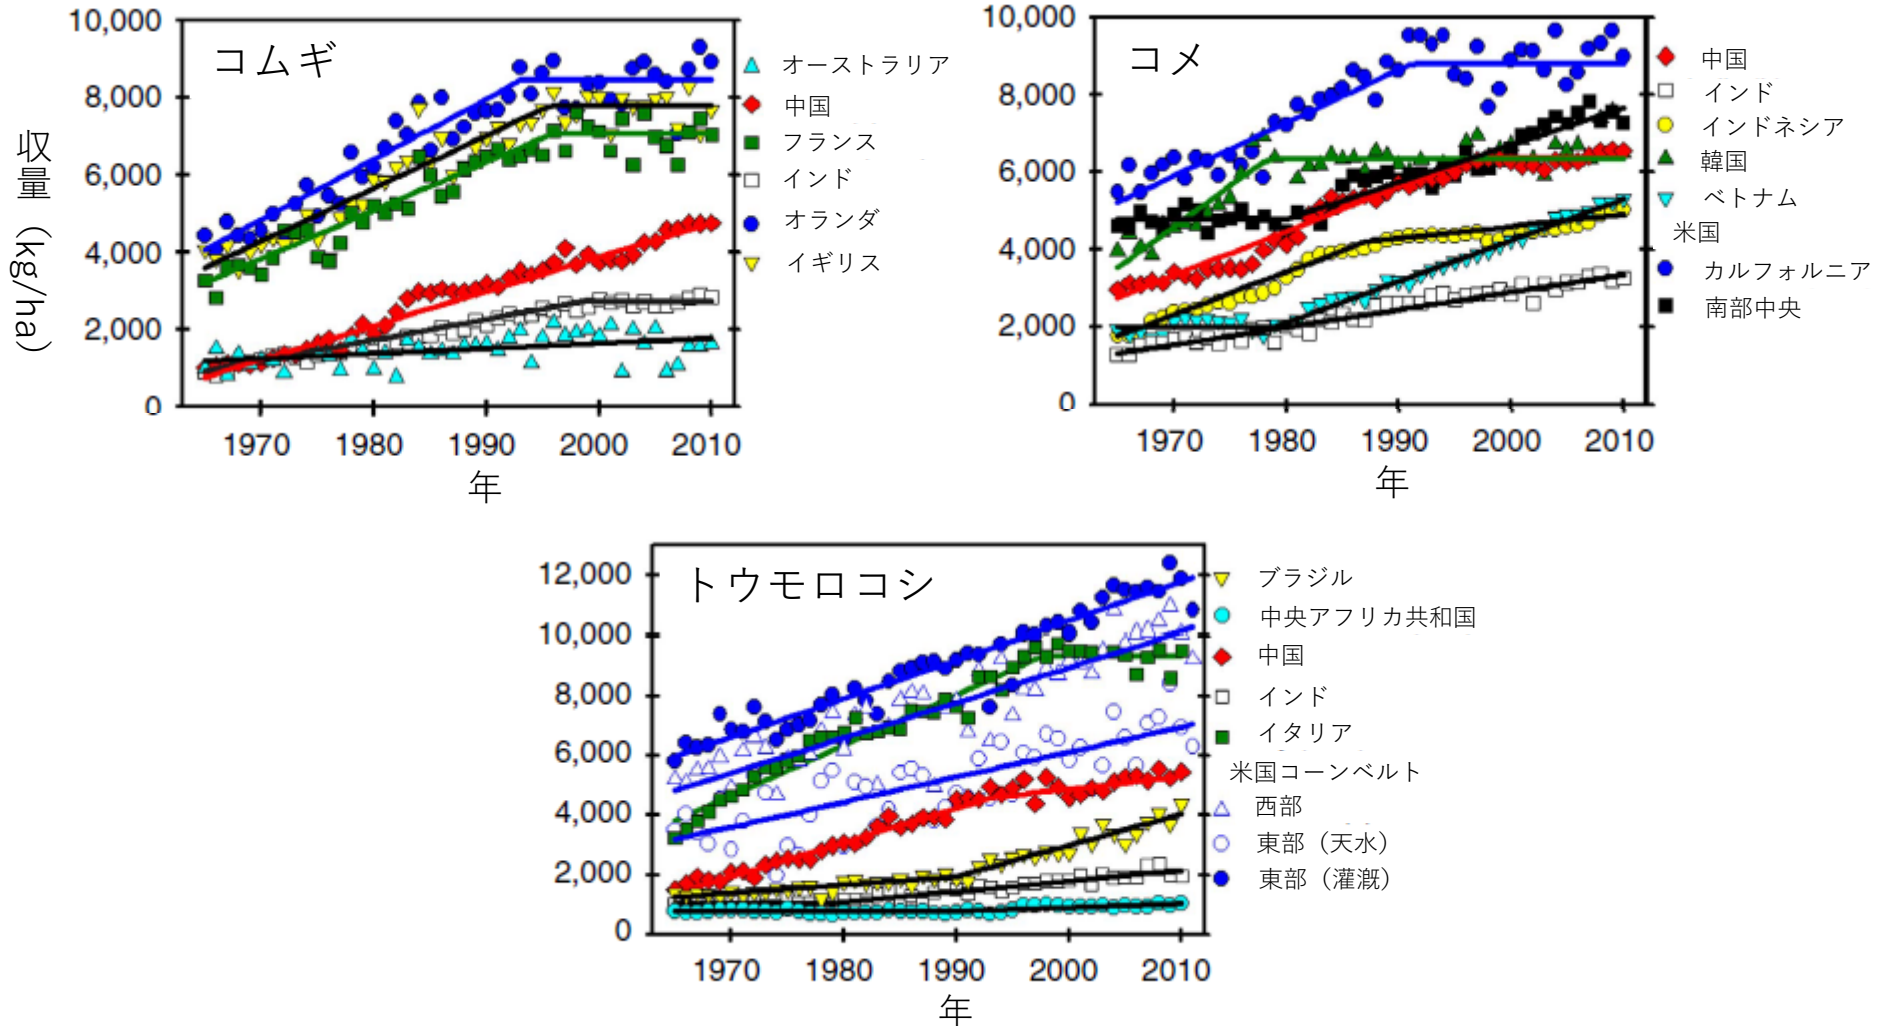 コムギ
収量（kg/ha）
10,000
8,000
6,000
4,000
2,000
0
1970 1980 1990 2000 2010
年
オーストラリア
中国
フランス
インド
オランダ
イギリス
コメ
10,000
8,000
6,000
4,000
2,000
0
1970 1980 1990 2000 2010
年
中国
インド
インドネシア
韓国
ベトナム
米国
カルフォルニア
南部中央
トウモロコシ
12,000
10,000
8,000
6,000
4,000
2,000
0
1970 1980 1990 2000 2010
年
ブラジル
中央アフリカ共和国
中国
インド
イタリア
米国コーンベルト
西部
東部（天水）
東部（灌漑）